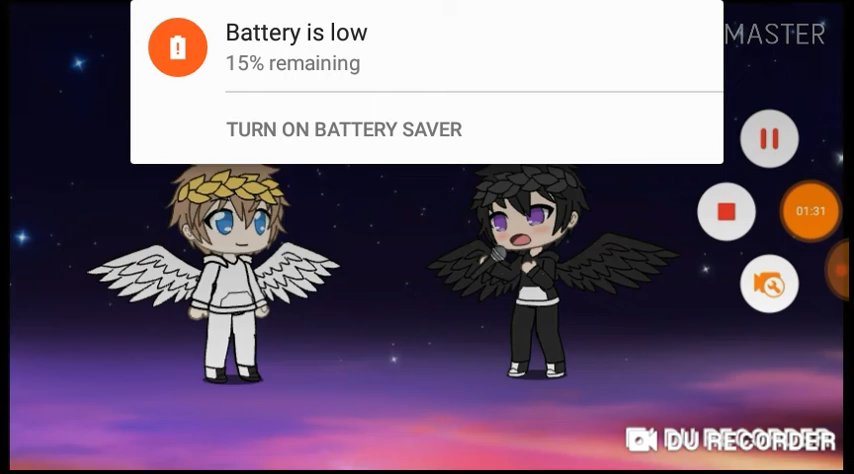 Battery is low
15% remaining
MASTER
TURN ON BATTERY SAVER
01:31
DU RECORDER